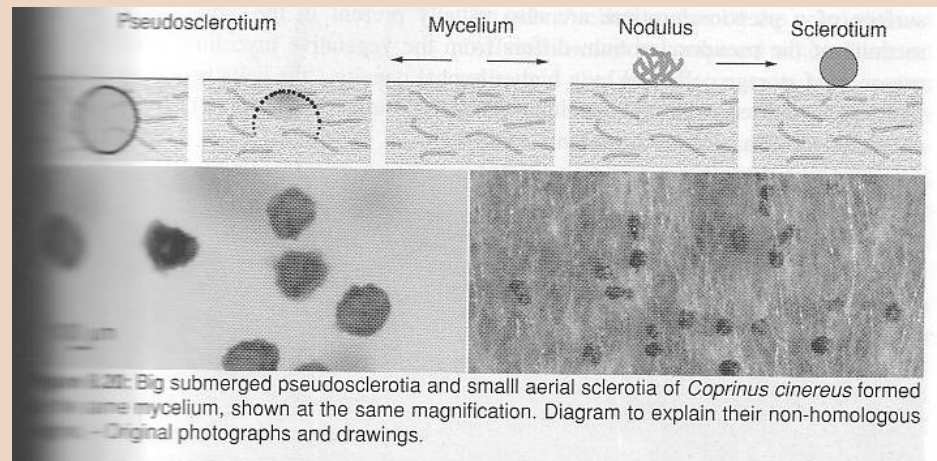 Pseudosclerotium Mycelium Nodulus Sclerotium
µm
Big submerged pseudosclerotia and smalll aerial sclerotia of Coprinus cinereus formed
mycelium, shown at the same magnification. Diagram to explain their non-homologous
– Original photographs and drawings.